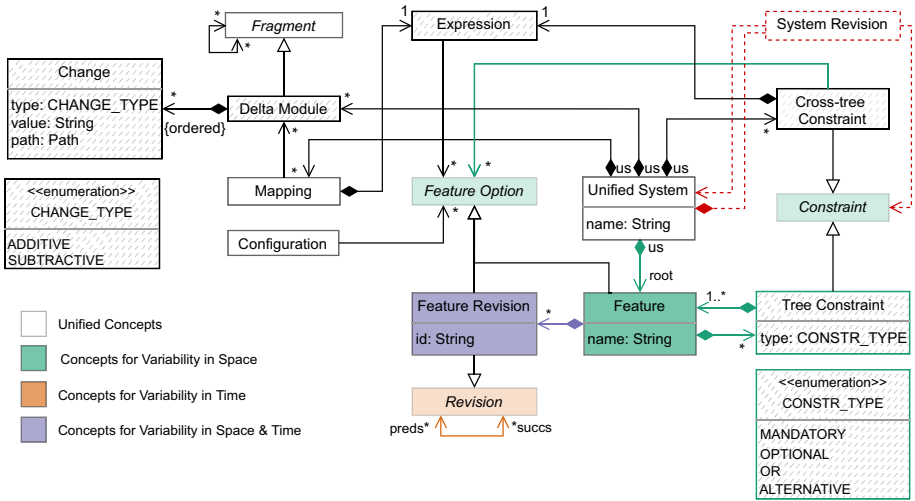 *
*
Fragment
1
Expression
1
System Revision
Change
type: CHANGE_TYPE
value: String
path: Path
*
{ordered}
Delta Module
*
Cross-tree
Constraint
*
*
*
Mapping
*
*
Feature Option
*
us
us
us
Unified System
name: String
Constraint
<<enumeration>>
CHANGE_TYPE
ADDITIVE
SUBTRACTIVE
Configuration
us
root
Feature Revision
id: String
*
Feature
name: String
1..*
*
Tree Constraint
type: CONSTR_TYPE
Unified Concepts
Concepts for Variability in Space
Concepts for Variability in Time
Concepts for Variability in Space & Time
Revision
preds*
*succs
<<enumeration>>
CONSTR_TYPE
MANDATORY
OPTIONAL
OR
ALTERNATIVE